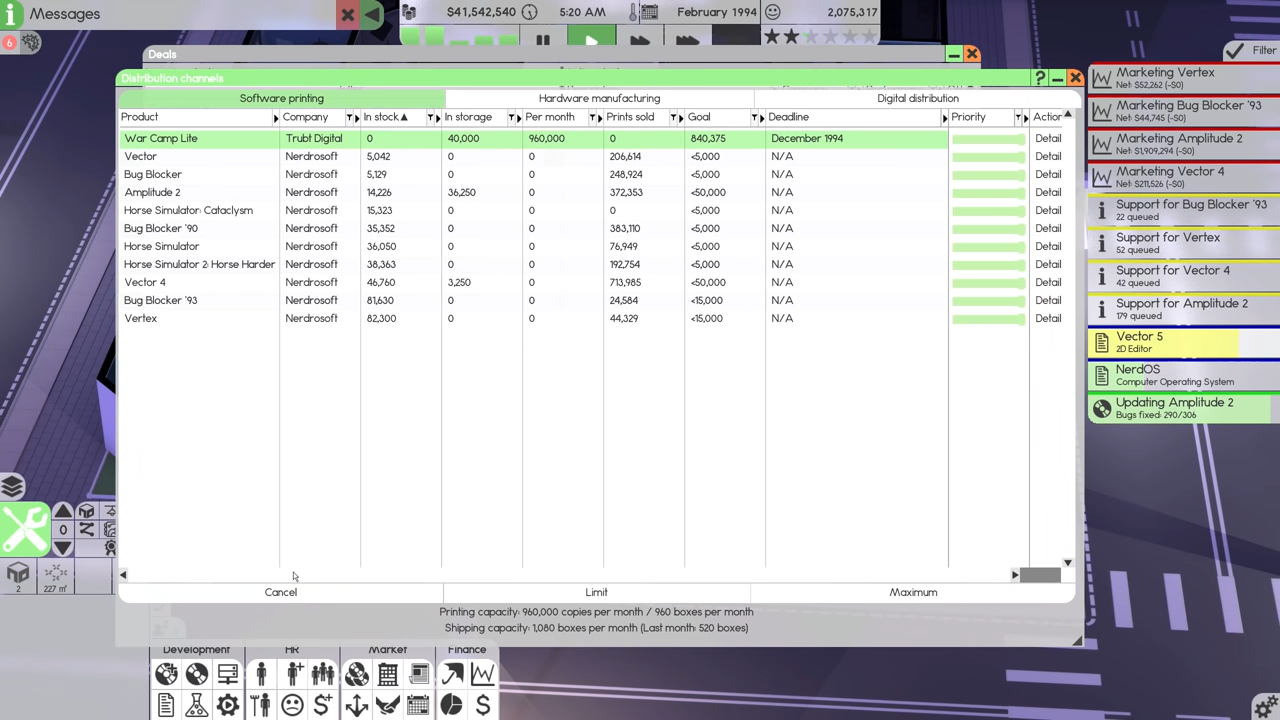 Messages
$41,542,540
5:20 AM
February 1994
2,075,317
6
Deals
Filter
Distribution channels
?
Software printing
Hardware manufacturing
Digital distribution
Product Company In stock In storage Per month Prints sold Goal Deadline Priority Action
War Camp Lite Trubt Digital 0 40,000 960,000 0 840,375 December 1994 Detail
Vector Nerdrosoft 5,042 0 0 206,614 <5,000 N/A Detail
Bug Blocker Nerdrosoft 5,129 0 0 248,924 <5,000 N/A Detail
Amplitude 2 Nerdrosoft 14,226 36,250 0 372,353 <50,000 N/A Detail
Horse Simulator: Cataclysm Nerdrosoft 15,323 0 0 0 <5,000 N/A Detail
Bug Blocker '90 Nerdrosoft 35,352 0 0 383,110 <5,000 N/A Detail
Horse Simulator Nerdrosoft 36,050 0 0 76,949 <5,000 N/A Detail
Horse Simulator 2: Horse Harder Nerdrosoft 38,363 0 0 192,754 <5,000 N/A Detail
Vector 4 Nerdrosoft 46,760 3,250 0 713,985 <50,000 N/A Detail
Bug Blocker '93 Nerdrosoft 81,630 0 0 24,584 <15,000 N/A Detail
Vertex Nerdrosoft 82,300 0 0 44,329 <15,000 N/A Detail
Cancel
Limit
Maximum
Printing capacity: 960,000 copies per month / 960 boxes per month
Shipping capacity: 1,080 boxes per month (Last month: 520 boxes)
Marketing Vertex
Net: $52,262 (-$0)
Marketing Bug Blocker '93
Net: $44,745 (-$0)
Marketing Amplitude 2
Net: $1,909,294 (-$0)
Marketing Vector 4
Net: $211,526 (-$0)
Support for Bug Blocker '93
22 queued
Support for Vertex
52 queued
Support for Vector 4
42 queued
Support for Amplitude 2
179 queued
Vector 5
2D Editor
NerdOS
Computer Operating System
Updating Amplitude 2
Bugs fixed: 290/306
0
2
227 m²
Development
HR
Market
Finance